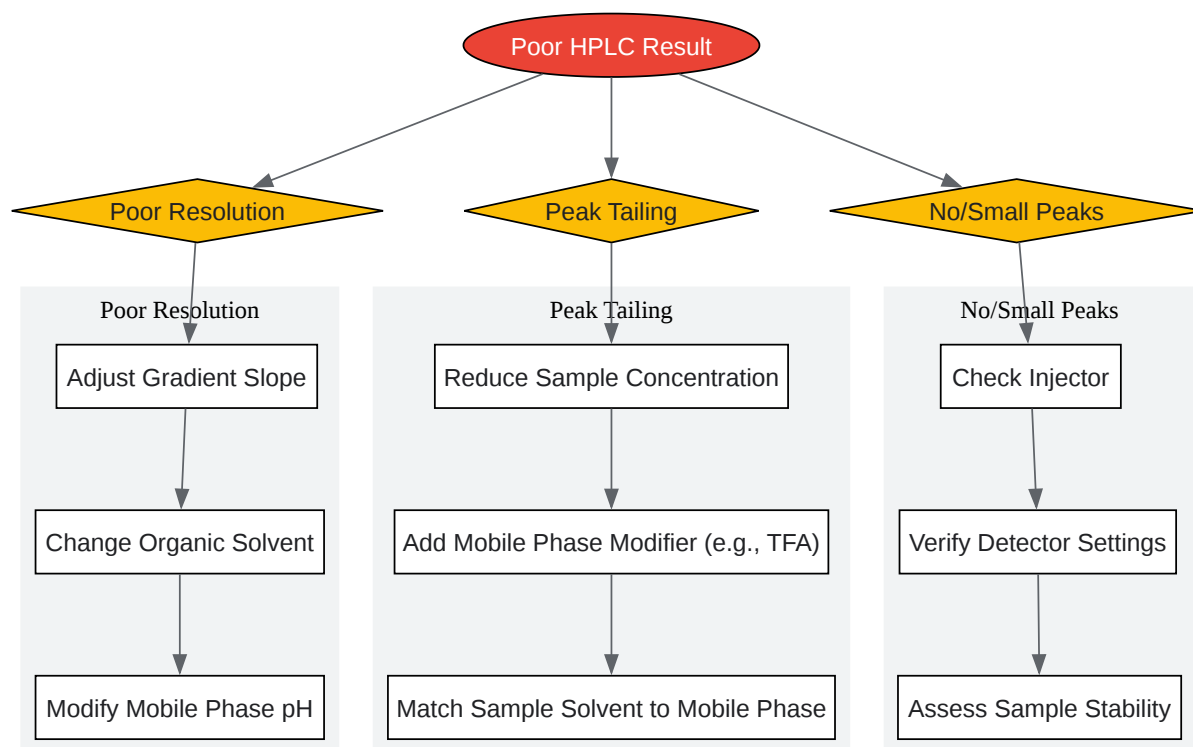 Poor HPLC Result
Poor Resolution
Peak Tailing
No/Small Peaks
Poor Resolution
Peak Tailing
No/Small Peaks
Adjust Gradient Slope
Reduce Sample Concentration
Check Injector
Change Organic Solvent
Add Mobile Phase Modifier (e.g., TFA)
Verify Detector Settings
Modify Mobile Phase pH
Match Sample Solvent to Mobile Phase
Assess Sample Stability